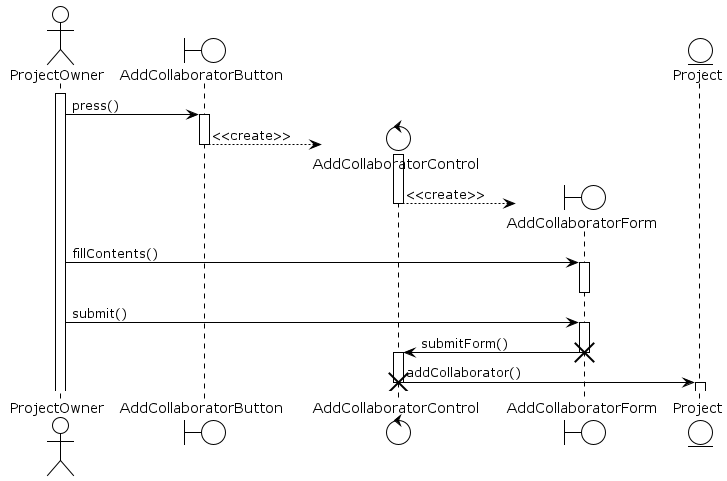 ProjectOwner
AddCollaboratorButton
Project
press()
<<create>>
AddCollaboratorControl
<<create>>
AddCollaboratorForm
fillContents()
submit()
submitForm()
addCollaborator()
ProjectOwner
AddCollaboratorButton
AddCollaboratorControl
AddCollaboratorForm
Project